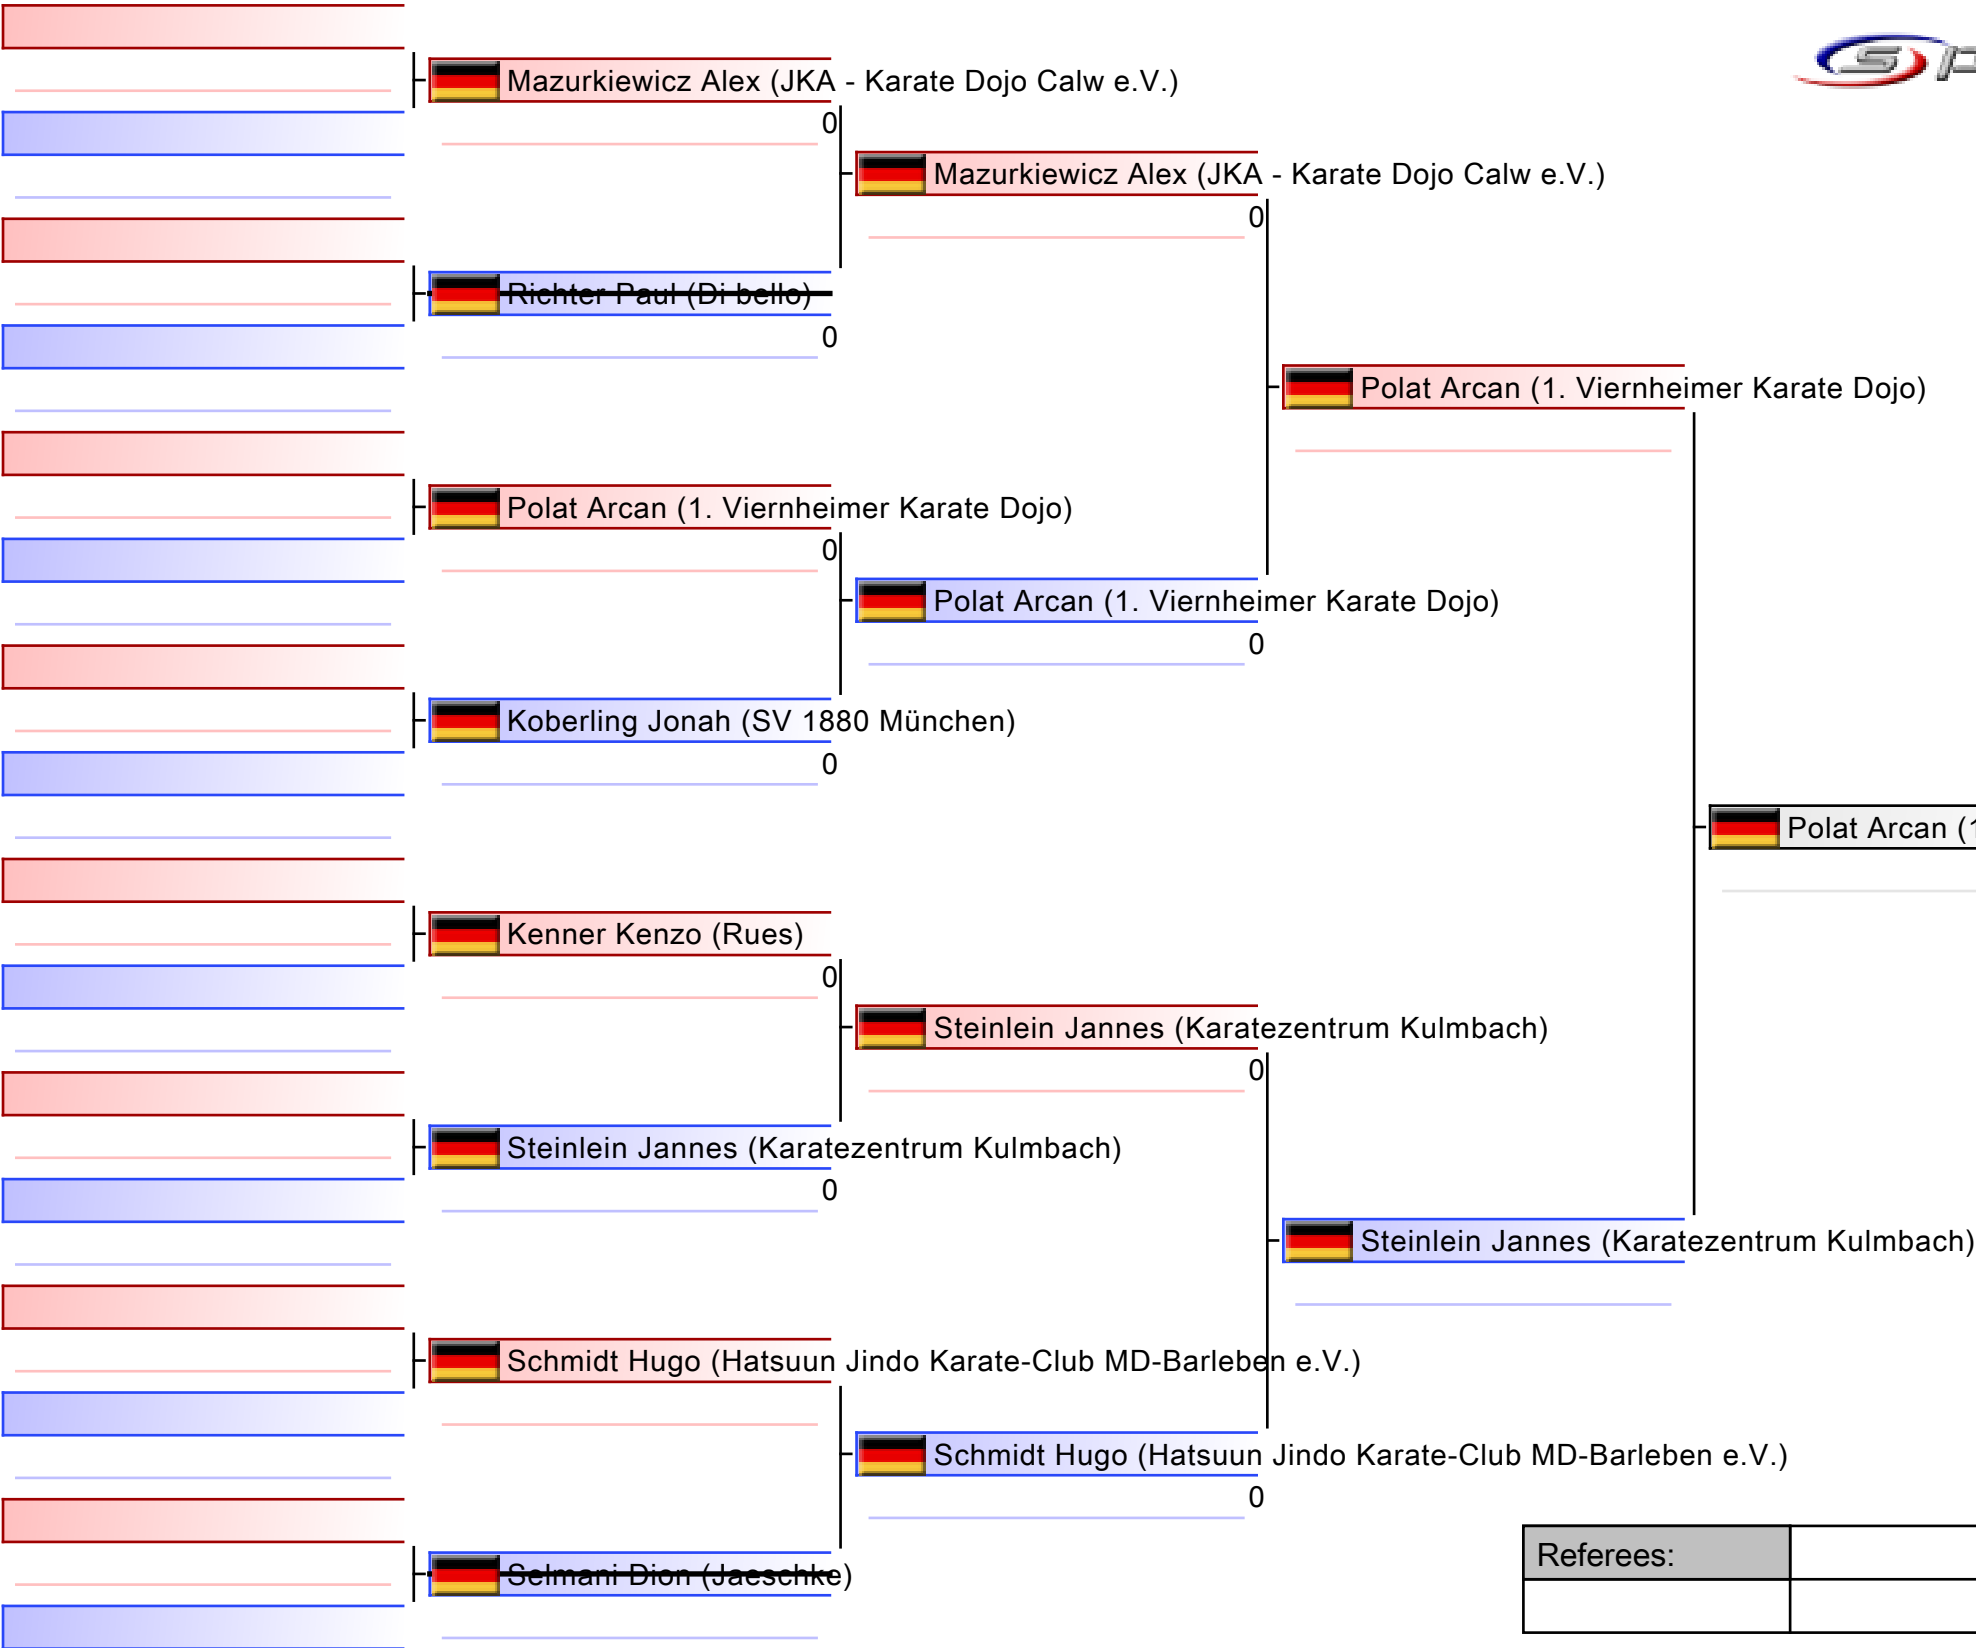 Mazurkiewicz Alex (JKA - Karate Dojo Calw e.V.)
0
Mazurkiewicz Alex (JKA - Karate Dojo Calw e.V.)
0
Richter Paul (Di bello)
0
Polat Arcan (1. Viernheimer Karate Dojo)
Polat Arcan (1. Viernheimer Karate Dojo)
0
Polat Arcan (1. Viernheimer Karate Dojo)
0
Koberling Jonah (SV 1880 München)
0
Polat Arcan (1
Kenner Kenzo (Rues)
0
Steinlein Jannes (Karatezentrum Kulmbach)
0
Steinlein Jannes (Karatezentrum Kulmbach)
0
Steinlein Jannes (Karatezentrum Kulmbach)
Schmidt Hugo (Hatsuun Jindo Karate-Club MD-Barleben e.V.)
Schmidt Hugo (Hatsuun Jindo Karate-Club MD-Barleben e.V.)
0
Referees:
Selmani Dion (Jaeschke)